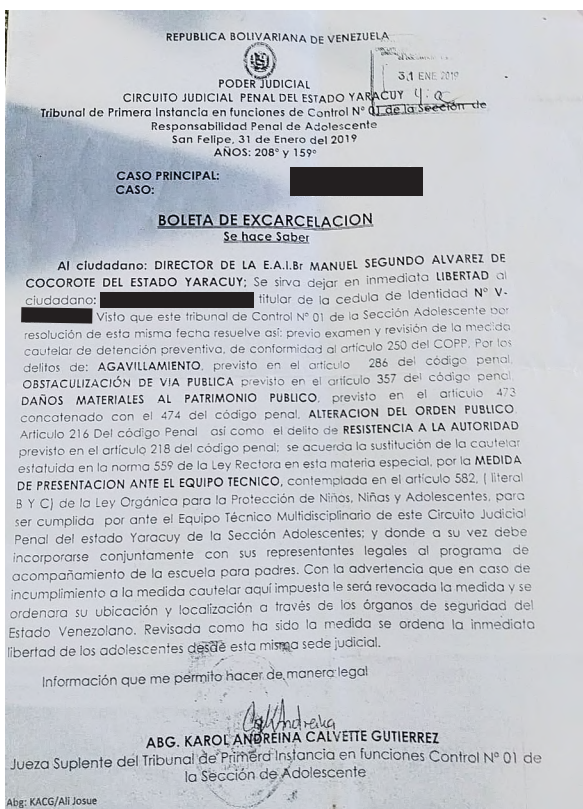 REPUBLICA BOLIVARIANA DE VENEZUELA
31 ENE 2019
PODER JUDICIAL
CIRCUITO JUDICIAL PENAL DEL ESTADO YARACUY
Tribunal de Primera Instancia en funciones de Control N° 01 de la Sección de
Responsabilidad Penal de Adolescente
San Felipe, 31 de Enero del 2019
AÑOS: 208° y 159°
CASO PRINCIPAL:
CASO:
BOLETA DE EXCARCELACION
Se hace Saber
Al ciudadano: DIRECTOR DE LA E.A.I.Br MANUEL SEGUNDO ALVAREZ DE
COCOROTE DEL ESTADO YARACUY; Se sirva dejar en inmediata LIBERTAD al
ciudadano: titular de la cedula de Identidad N° V-
Visto que este tribunal de Control N° 01 de la Sección Adolescente por
resolución de esta misma fecha resuelve así: previo examen y revisión de la medida
cautelar de detención preventiva, de conformidad al articulo 250 del COPP, Por los
delitos de: AGAVILLAMIENTO, previsto en el articulo 286 del código penal,
OBSTACULIZACIÓN DE VIA PUBLICA previsto en el articulo 357 del código penal
DAÑOS MATERIALES AL PATRIMONIO PUBLICO, previsto en el articulo 473
concatenado con el 474 del código penal, ALTERACION DEL ORDEN PUBLICO,
Articulo 216 Del código Penal así como el delito de RESISTENCIA A LA AUTORIDAD
previsto en el artículo 218 del código penal; se acuerda la sustitución de la cautelar
estatuida en la norma 559 de la Ley Rectora en esta materia especial, por la MEDIDA
DE PRESENTACION ANTE EL EQUIPO TECNICO, contemplada en el articulo 582, ( literal
B Y C) de la Ley Orgánica para la Protección de Niños, Niñas y Adolescentes, para
ser cumplida por ante el Equipo Técnico Multidisciplinario de este Circuito Judicial
Penal del estado Yaracuy de la Sección Adolescentes; y donde a su vez debe
incorporarse conjuntamente con sus representantes legales al programa de
acompañamiento de la escuela para padres. Con la advertencia que en caso de
incumplimiento a la medida cautelar aquí impuesta le será revocada la medida y se
ordenara su ubicación y localización a través de los órganos de seguridad del
Estado Venezolano. Revisada como ha sido la medida se ordena la inmediata
libertad de los adolescentes desde esta misma sede judicial.
Información que me permito hacer de manera legal
ABG. KAROL ANDREINA CALVETTE GUTIERREZ
Jueza Suplente del Tribunal de Primera Instancia en funciones Control N° 01 de
la Sección de Adolescente
Abg: KACG/Ali Josue